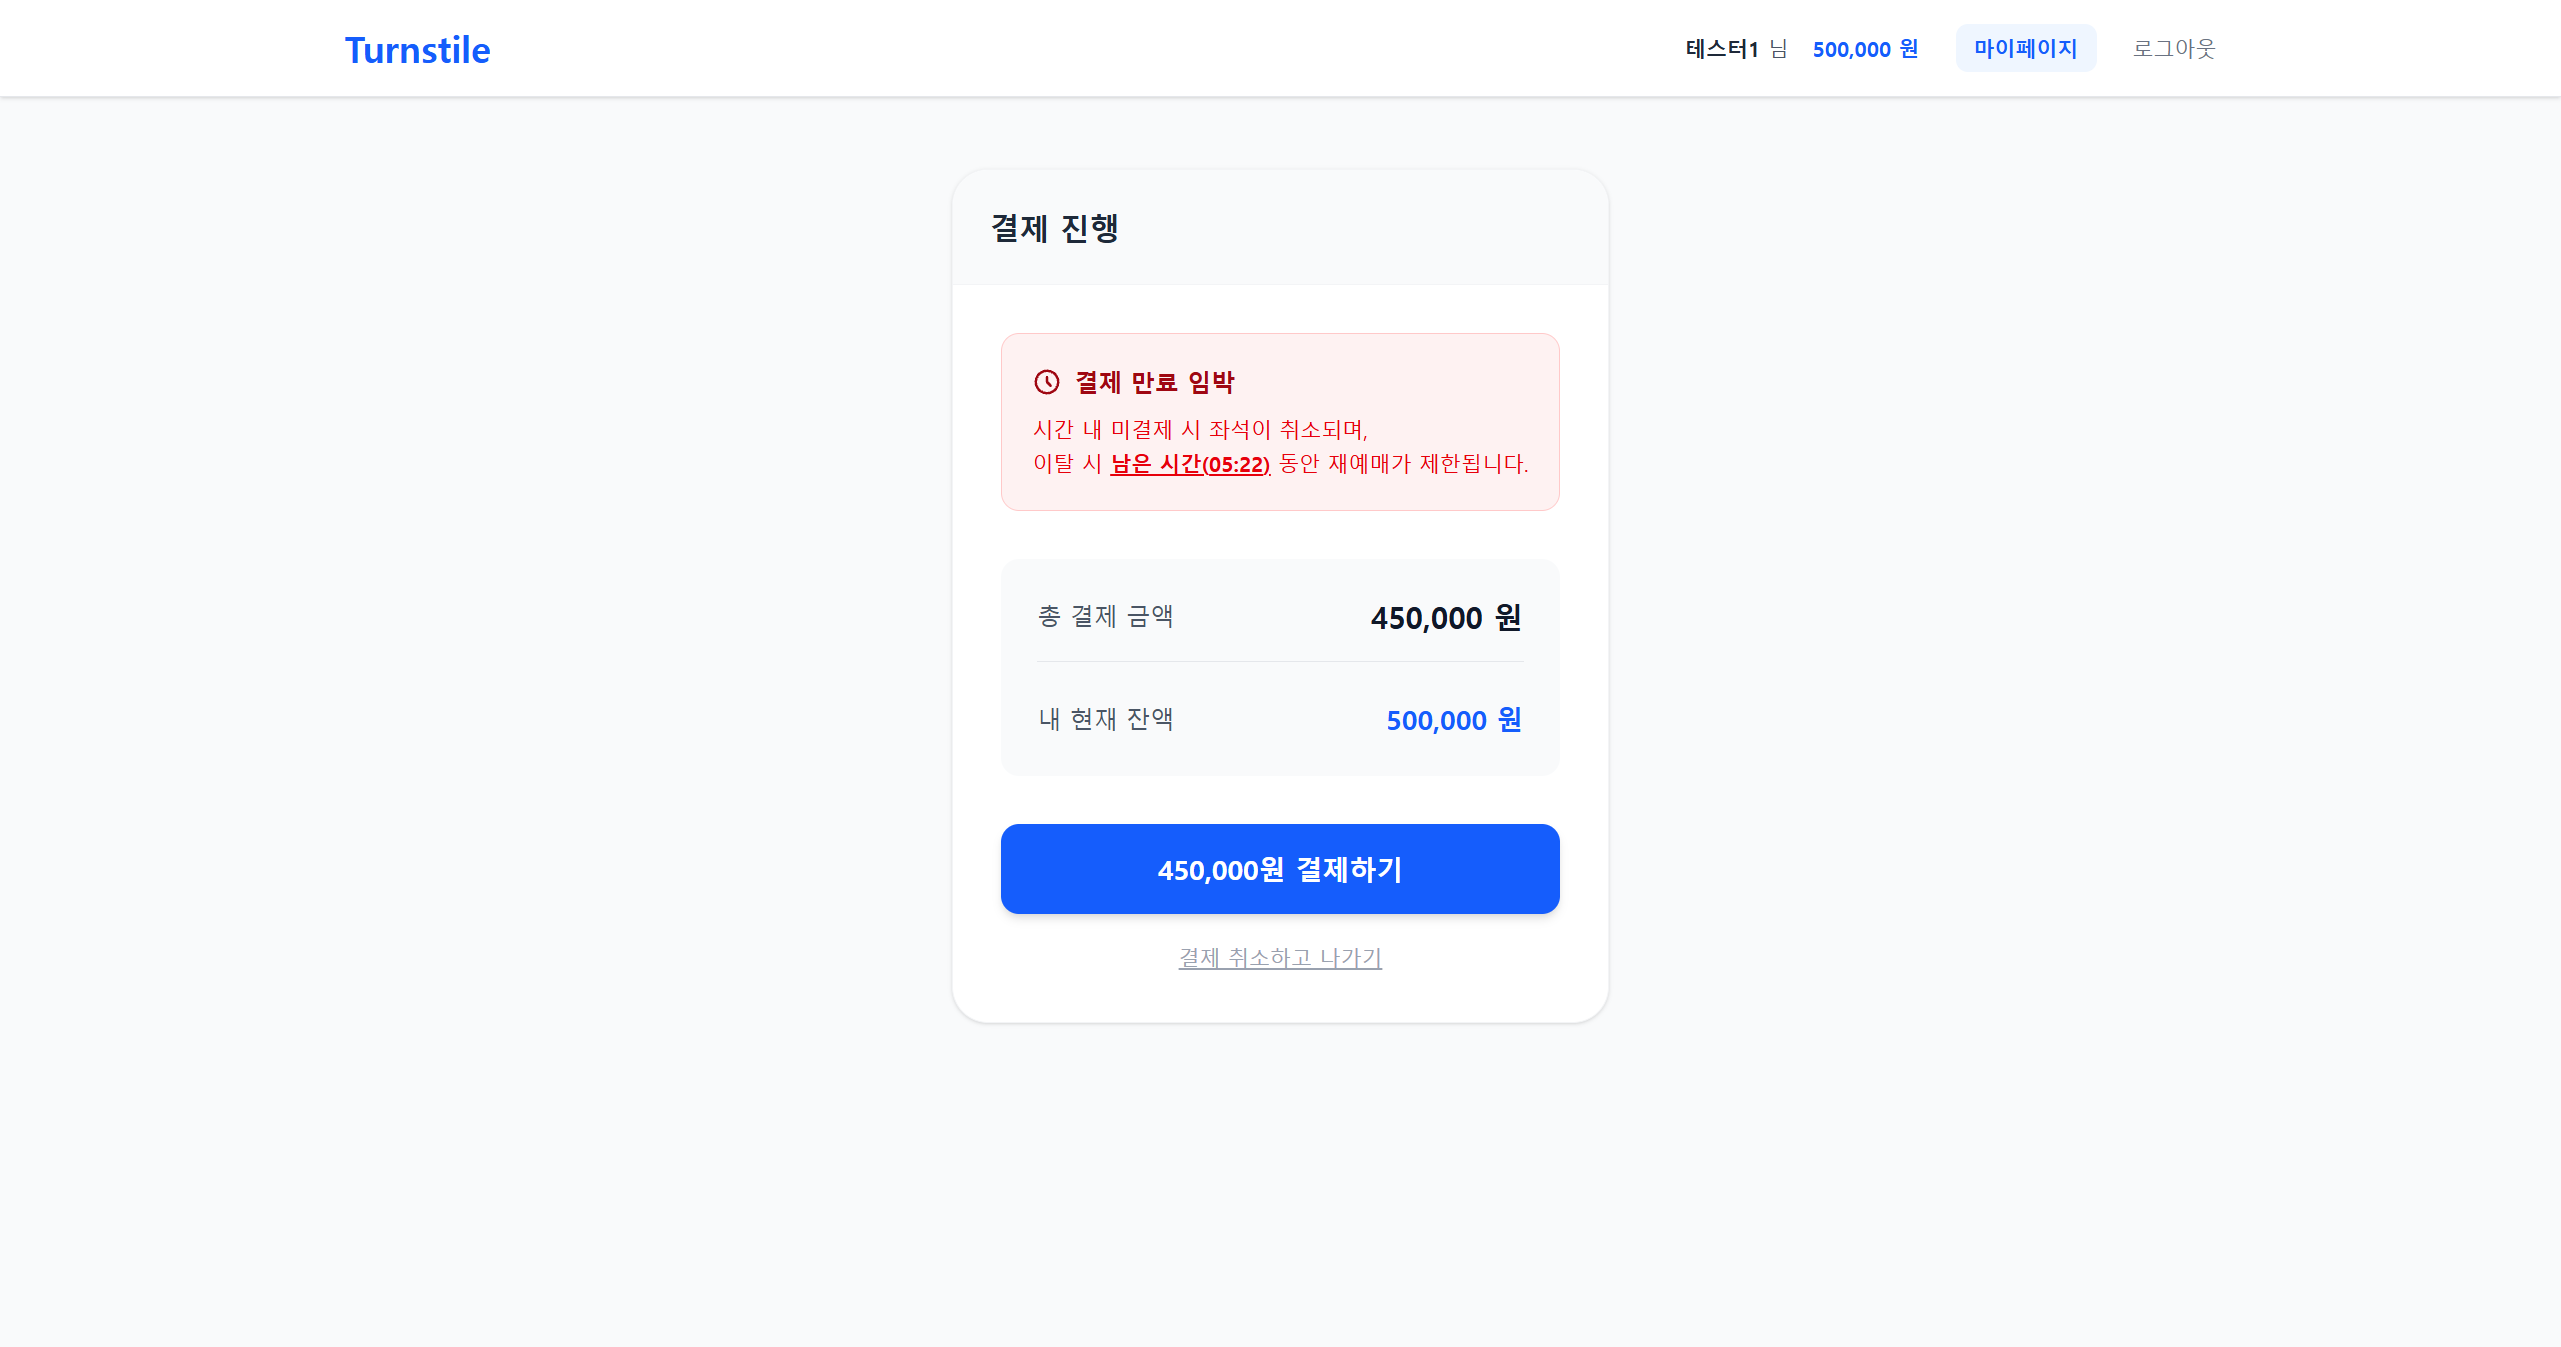 Turnstile
테스터1 님 500,000 원 마이페이지 로그아웃
결제 진행
결제 만료 임박
시간 내 미결제 시 좌석이 취소되며,
이탈 시 남은 시간(05:22) 동안 재예매가 제한됩니다.
총 결제 금액 450,000 원
내 현재 잔액 500,000 원
450,000원 결제하기
결제 취소하고 나가기